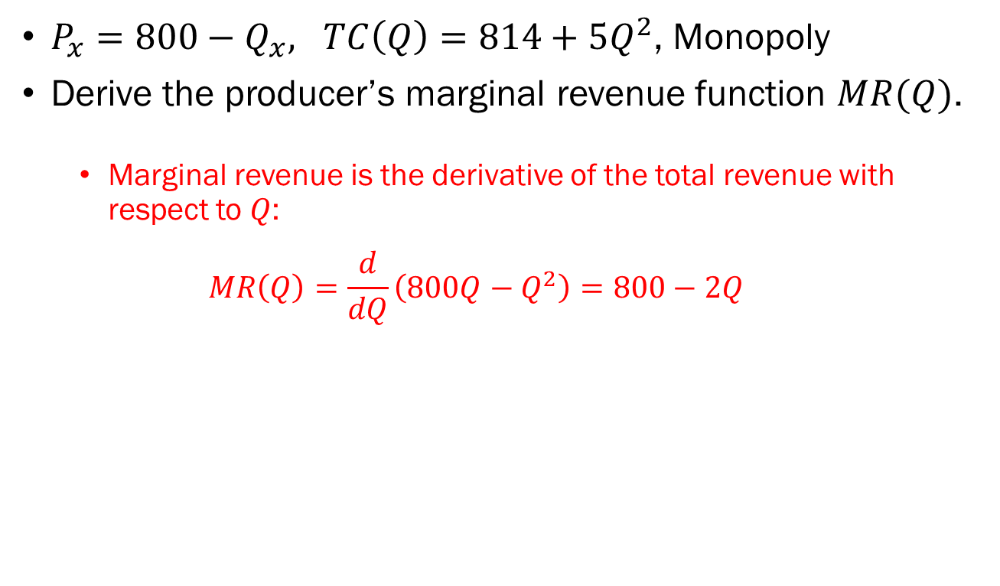 • $P_x = 800 - Q_x, \; TC(Q) = 814 + 5Q^2$, Monopoly
• Derive the producer’s marginal revenue function $MR(Q)$.
• Marginal revenue is the derivative of the total revenue with
respect to $Q$:
$MR(Q) = \frac{d}{dQ}(800Q - Q^2) = 800 - 2Q$